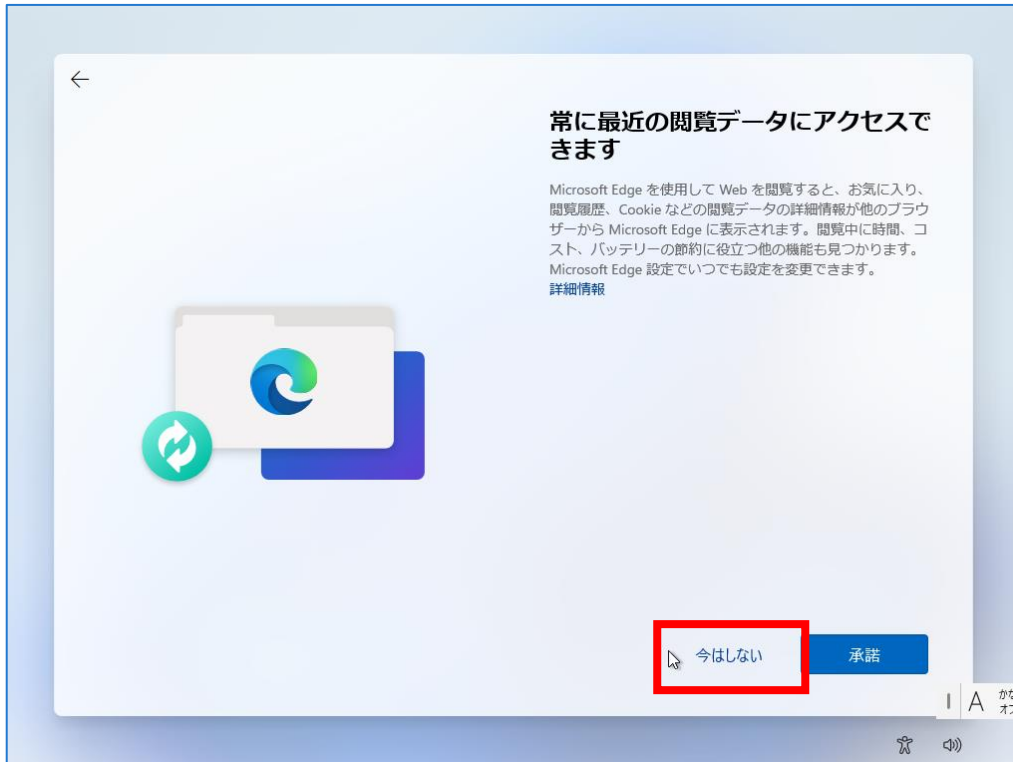 常に最近の閲覧データにアクセスで
きます
Microsoft Edge を使用して Web を閲覧すると、お気に入り、
閲覧履歴、Cookie などの閲覧データの詳細情報が他のブラウ
ザーから Microsoft Edge に表示されます。閲覧中に時間、コ
スト、バッテリーの節約に役立つ他の機能も見つかります。
Microsoft Edge 設定でいつでも設定を変更できます。
詳細情報
今はしない
承諾
A